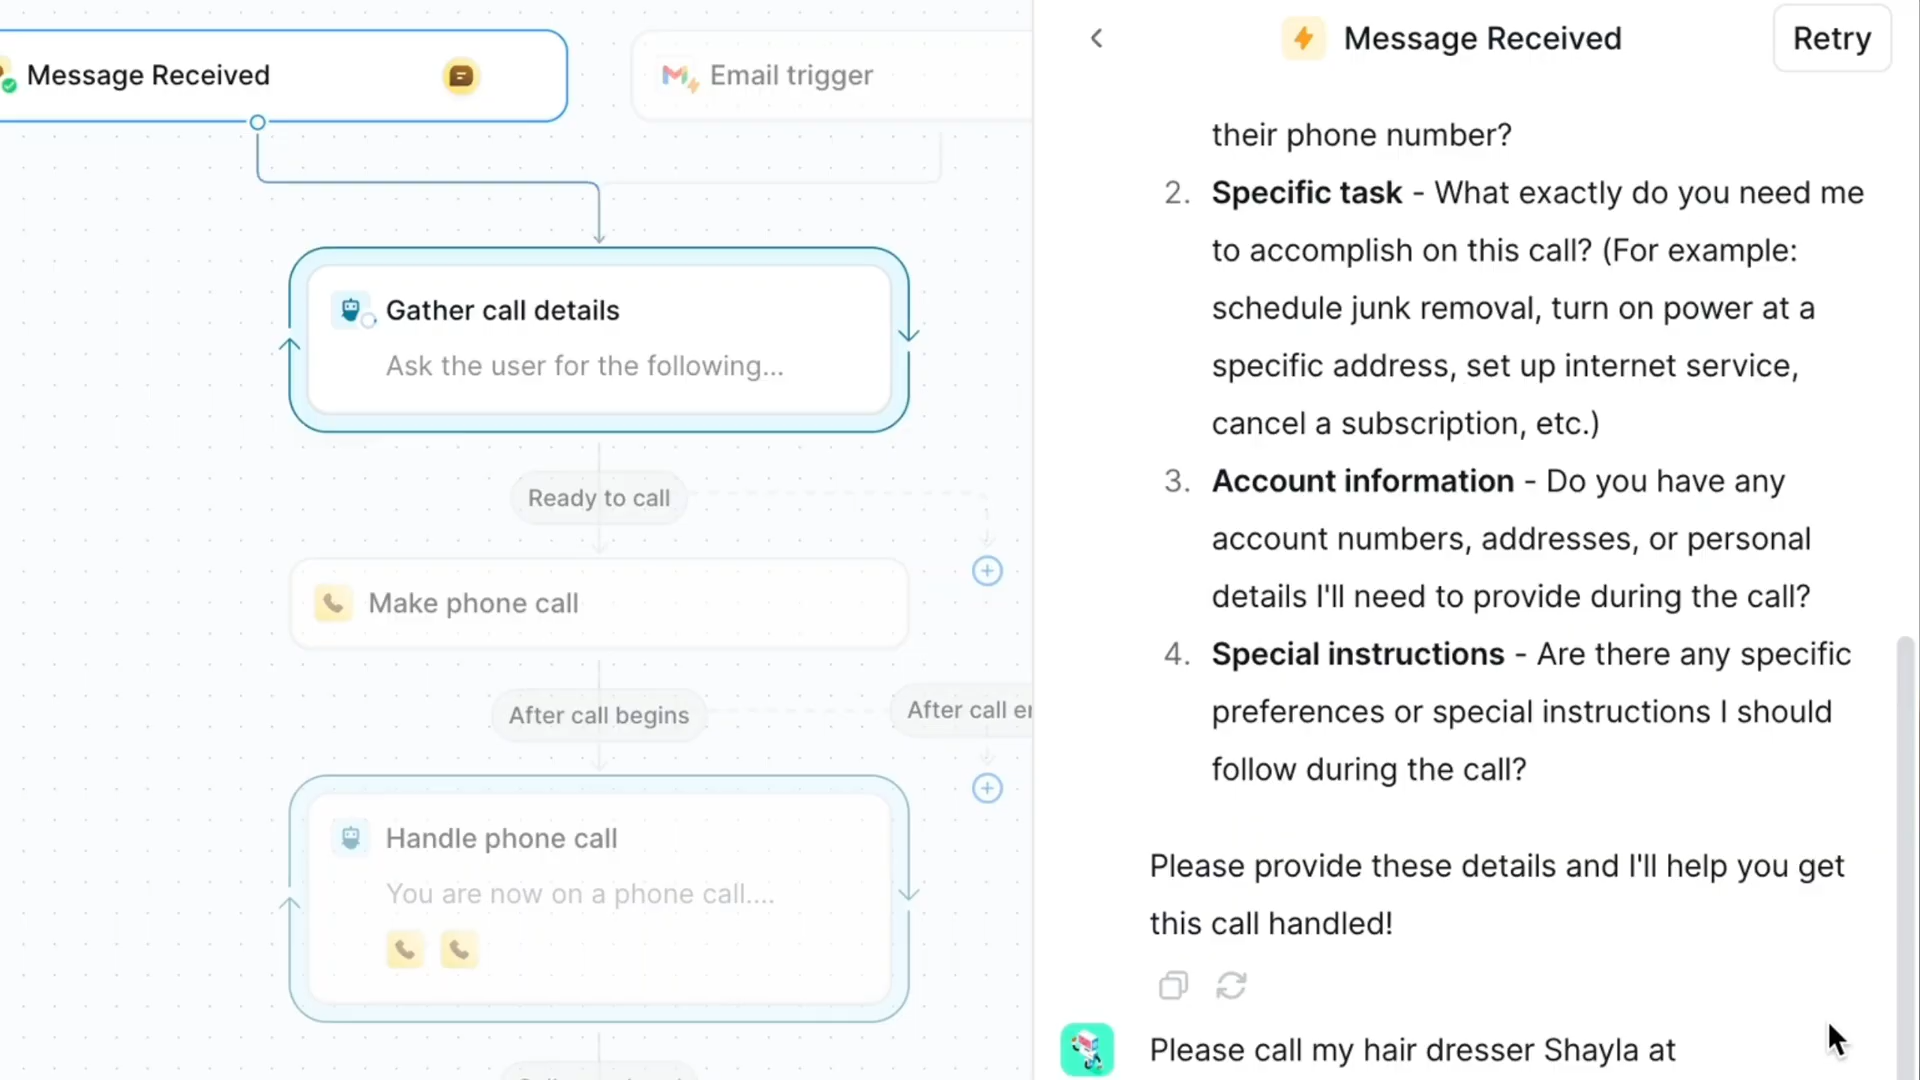 Message Received
Email trigger
Gather call details
Ask the user for the following...
Ready to call
Make phone call
After call begins
After call
Handle phone call
You are now on a phone call....
Message Received
Retry
their phone number?
2. Specific task - What exactly do you need me
to accomplish on this call? (For example:
schedule junk removal, turn on power at a
specific address, set up internet service,
cancel a subscription, etc.)
3. Account information - Do you have any
account numbers, addresses, or personal
details I'll need to provide during the call?
4. Special instructions - Are there any specific
preferences or special instructions I should
follow during the call?
Please provide these details and I'll help you get
this call handled!
Please call my hair dresser Shayla at